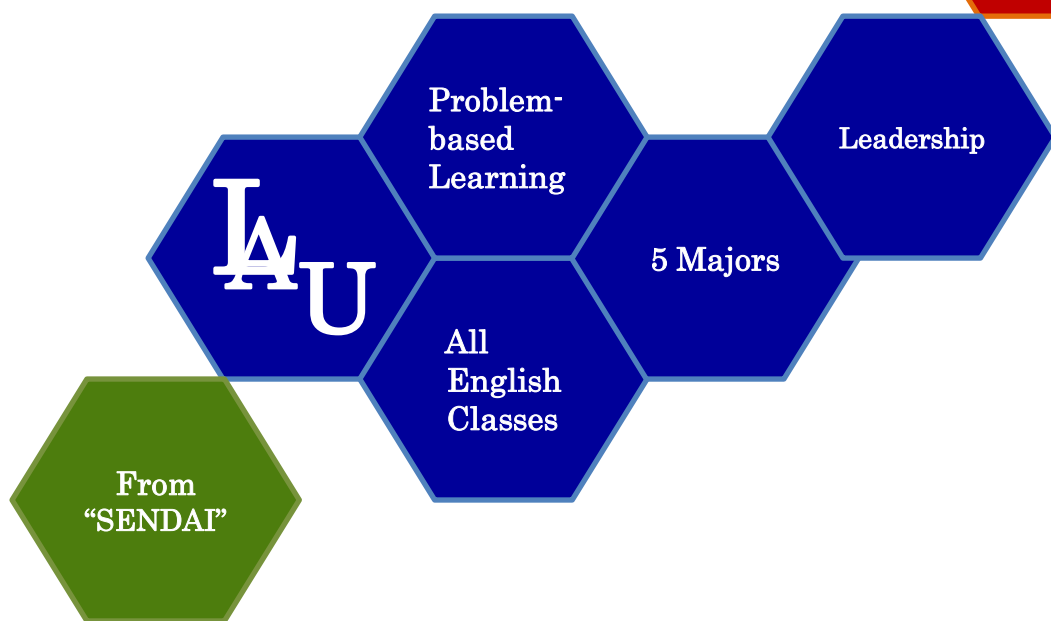 Problem-
based
Learning
Leadership
LAU
5 Majors
All
English
Classes
From
“SENDAI”